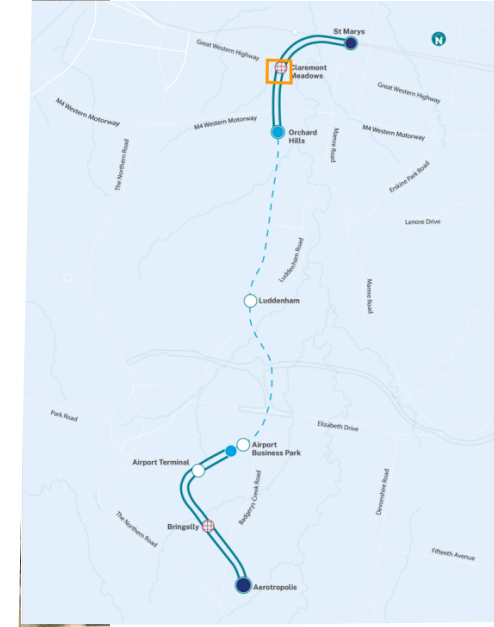 St Marys
N
Great Western Highway
Claremont
Meadows
Great Western Highway
M4 Western Motorway
M4 Western Motorway
M4 Western Motorway
Orchard
Hills
Mamre Road
The Northern Road
Erskine Park Road
Lenore Drive
Luddenham Road
Mamre Road
Luddenham
Park Road
Elizabeth Drive
Airport
Business Park
Airport Terminal
Badgerys Creek Road
Devonshire Road
The Northern Road
Bringelly
Fifteeth Avenue
Aerotropolis